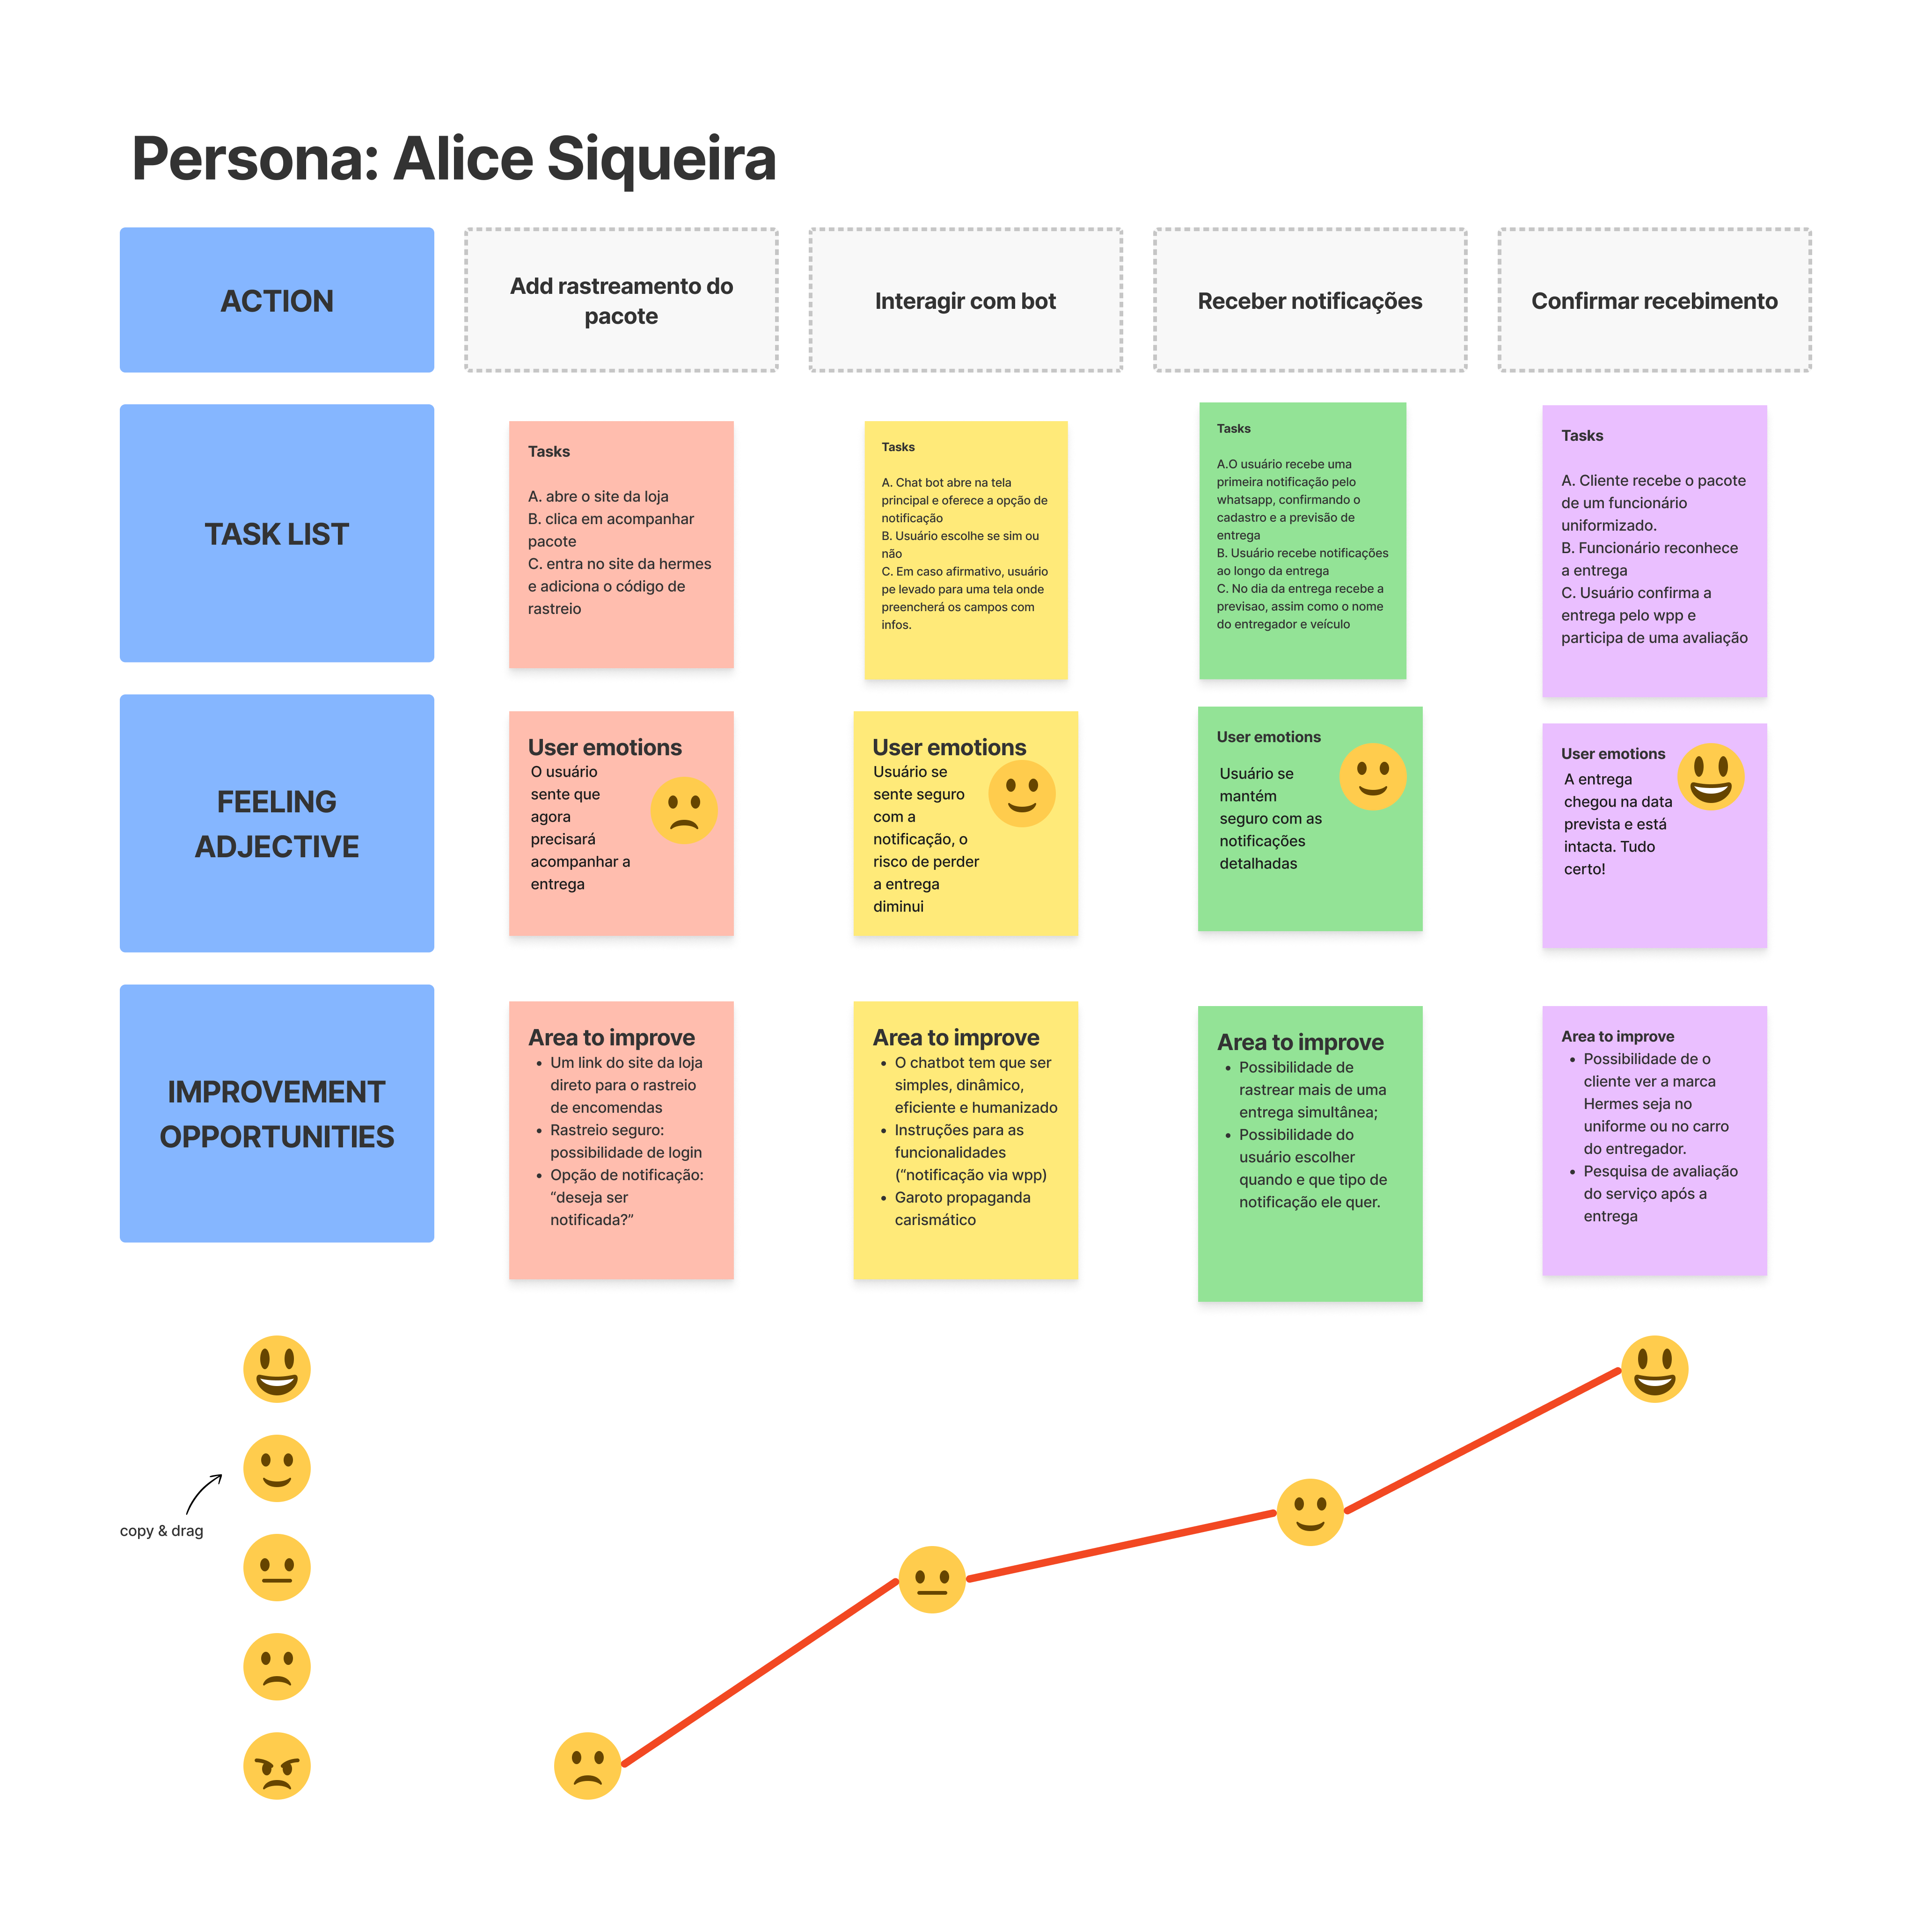 Persona: Alice Siqueira
ACTION
Add rastreamento do
pacote
Interagir com bot
Receber notificações
Confirmar recebimento
TASK LIST
Tasks
A. abre o site da loja
B. clica em acompanhar
pacote
C. entra no site da hermes
e adiciona o código de
rastreio
Tasks
A. Chat bot abre na tela
principal e oferece a opção de
notificação
B. Usuário escolhe se sim ou
não
C. Em caso afirmativo, usuário
pe levado para uma tela onde
preencherá os campos com
infos.
Tasks
A.O usuário recebe uma
primeira notificação pelo
whatsapp, confirmando o
cadastro e a previsão de
entrega
B. Usuário recebe notificações
ao longo da entrega
C. No dia da entrega recebe a
previsao, assim como o nome
do entregador e veículo
Tasks
A. Cliente recebe o pacote
de um funcionário
uniformizado.
B. Funcionário reconhece
a entrega
C. Usuário confirma a
entrega pelo wpp e
participa de uma avaliação
FEELING
ADJECTIVE
User emotions
O usuário
sente que
agora
precisará
acompanhar a
entrega
User emotions
Usuário se
sente seguro
com a
notificação, o
risco de perder
a entrega
diminui
User emotions
Usuário se
mantém
seguro com as
notificações
detalhadas
User emotions
A entrega
chegou na data
prevista e está
intacta. Tudo
certo!
IMPROVEMENT
OPPORTUNITIES
Area to improve
• Um link do site da loja
direto para o rastreio
de encomendas
• Rastreio seguro:
possibilidade de login
• Opção de notificação:
“deseja ser
notificada?”
Area to improve
• O chatbot tem que ser
simples, dinâmico,
eficiente e humanizado
• Instruções para as
funcionalidades
(“notificação via wpp)
• Garoto propaganda
carismático
Area to improve
• Possibilidade de
rastrear mais de uma
entrega simultânea;
• Possibilidade do
usuário escolher
quando e que tipo de
notificação ele quer.
Area to improve
• Possibilidade de o
cliente ver a marca
Hermes seja no
uniforme ou no carro
do entregador.
• Pesquisa de avaliação
do serviço após a
entrega
copy & drag